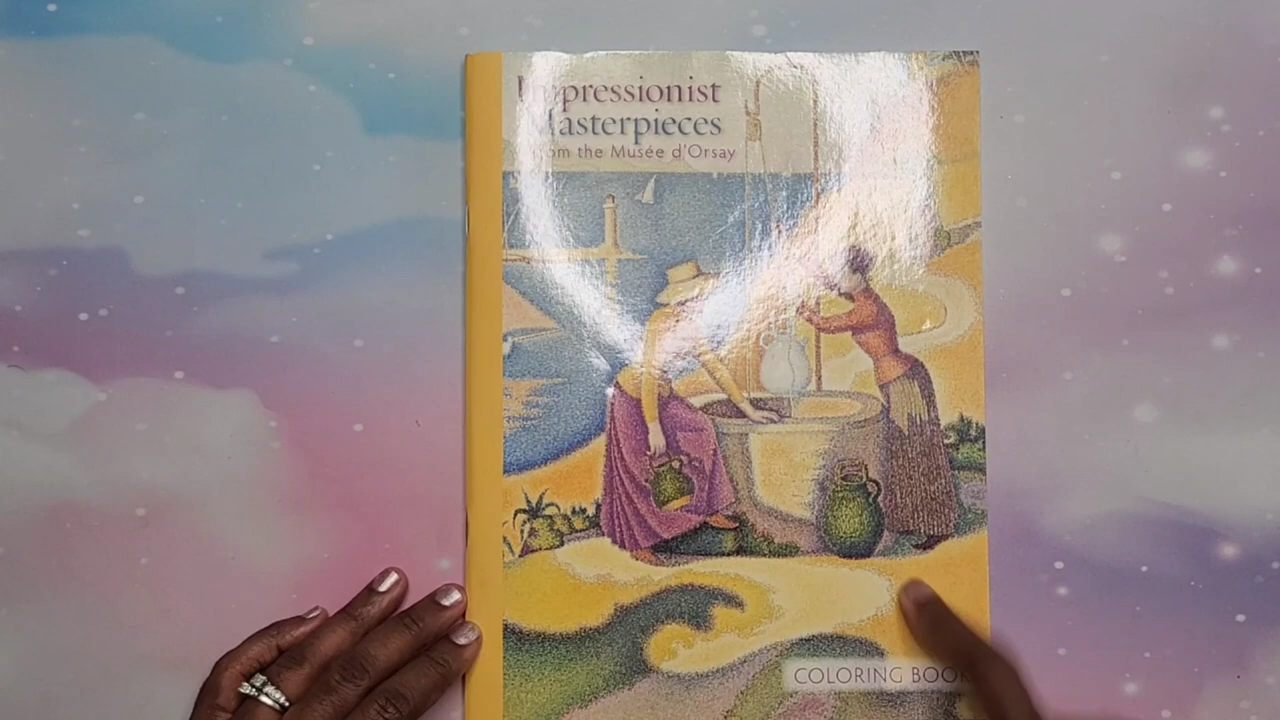 Impressionist
Masterpieces
from the Musée d'Orsay
COLORING BOOK